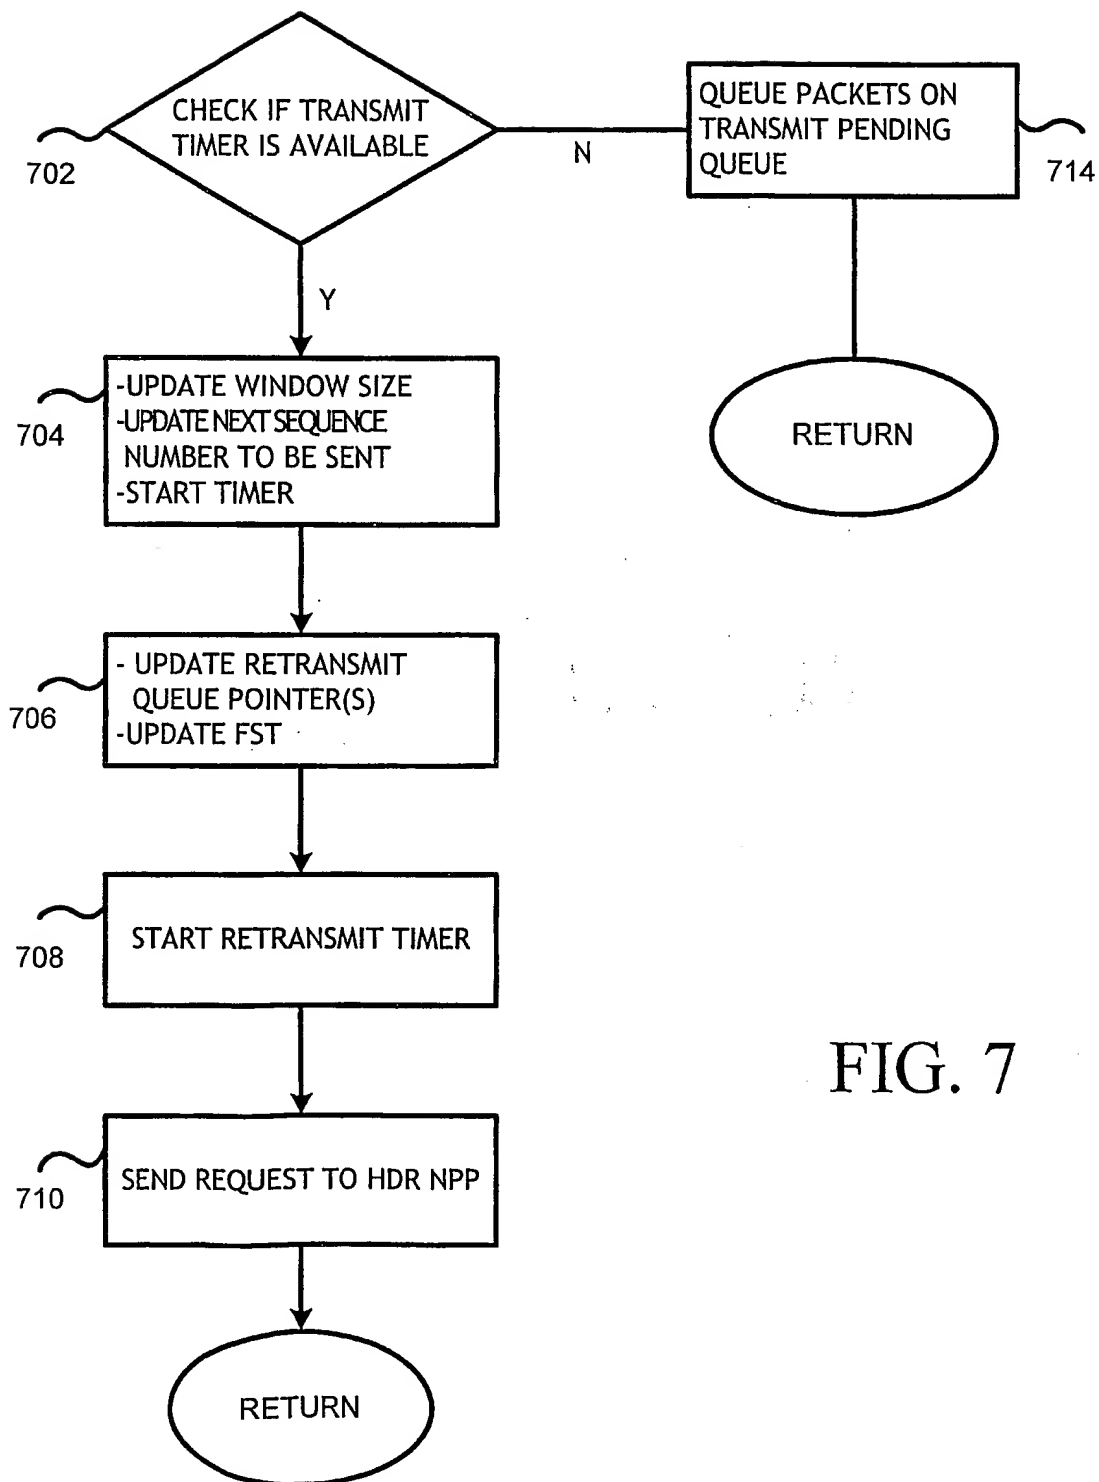 CHECK IF TRANSMIT
TIMER IS AVAILABLE
702
N
QUEUE PACKETS ON
TRANSMIT PENDING
QUEUE
714
Y
RETURN
-UPDATE WINDOW SIZE
-UPDATE NEXT SEQUENCE
NUMBER TO BE SENT
-START TIMER
704
- UPDATE RETRANSMIT
QUEUE POINTER(S)
-UPDATE FST
706
START RETRANSMIT TIMER
708
SEND REQUEST TO HDR NPP
710
RETURN
FIG. 7